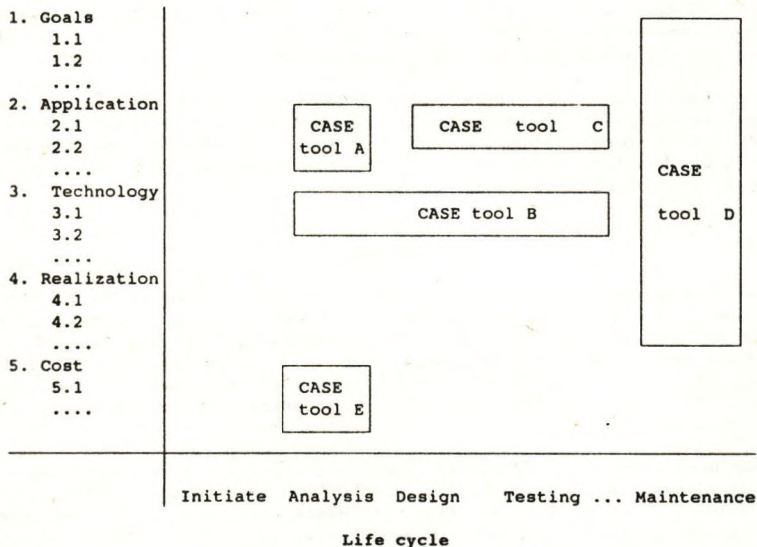 1. Goals
1.1
1.2
....
2. Application
2.1
2.2
....
3. Technology
3.1
3.2
....
4. Realization
4.1
4.2
....
5. Cost
5.1
....
CASE
tool A
CASE tool C
CASE tool B
CASE
tool D
CASE
tool E
Initiate Analysis Design Testing ... Maintenance
Life cycle